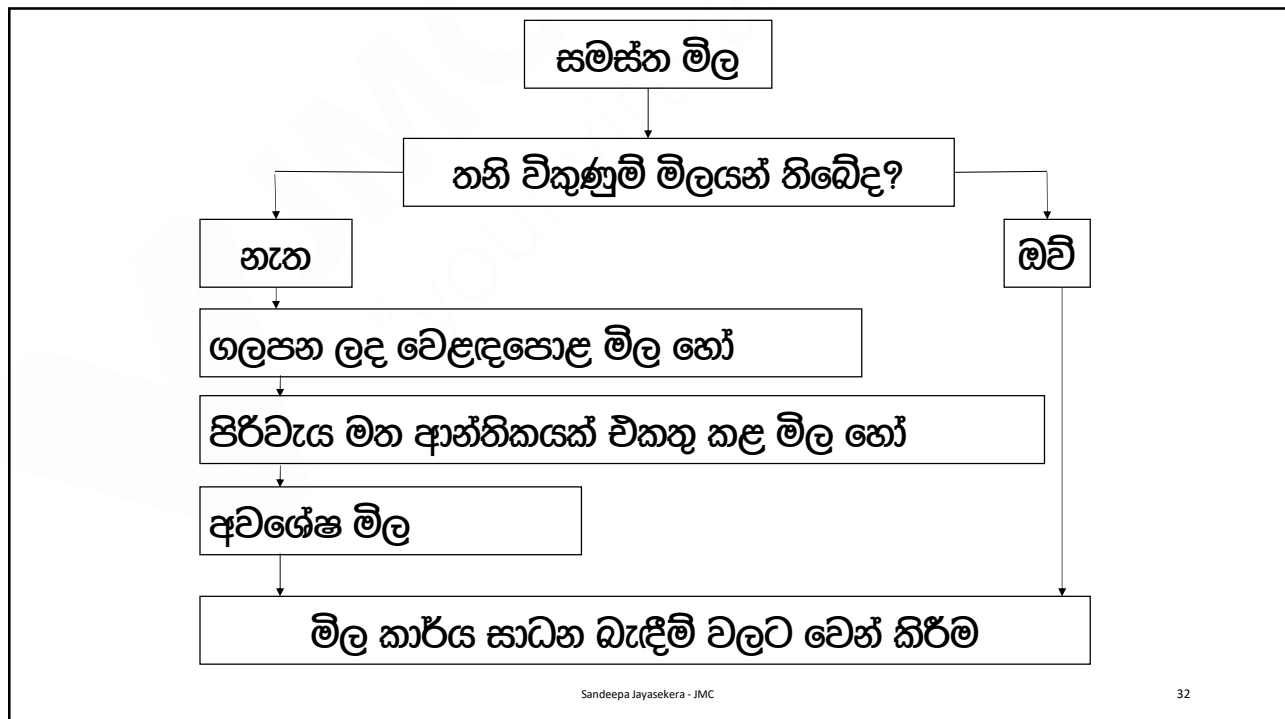 සමස්ත මිල
තනි විකුණුම් මිලයන් තිබේද?
නැත
ඔව්
ගලපන ලද වෙළඳපොළ මිල හෝ
පිරිවැය මත ආන්තිකයක් එකතු කළ මිල හෝ
අවශේෂ මිල
මිල කාර්ය සාධන බැඳීම් වලට වෙන් කිරීම
Sandeepa Jayasekera - JMC
32